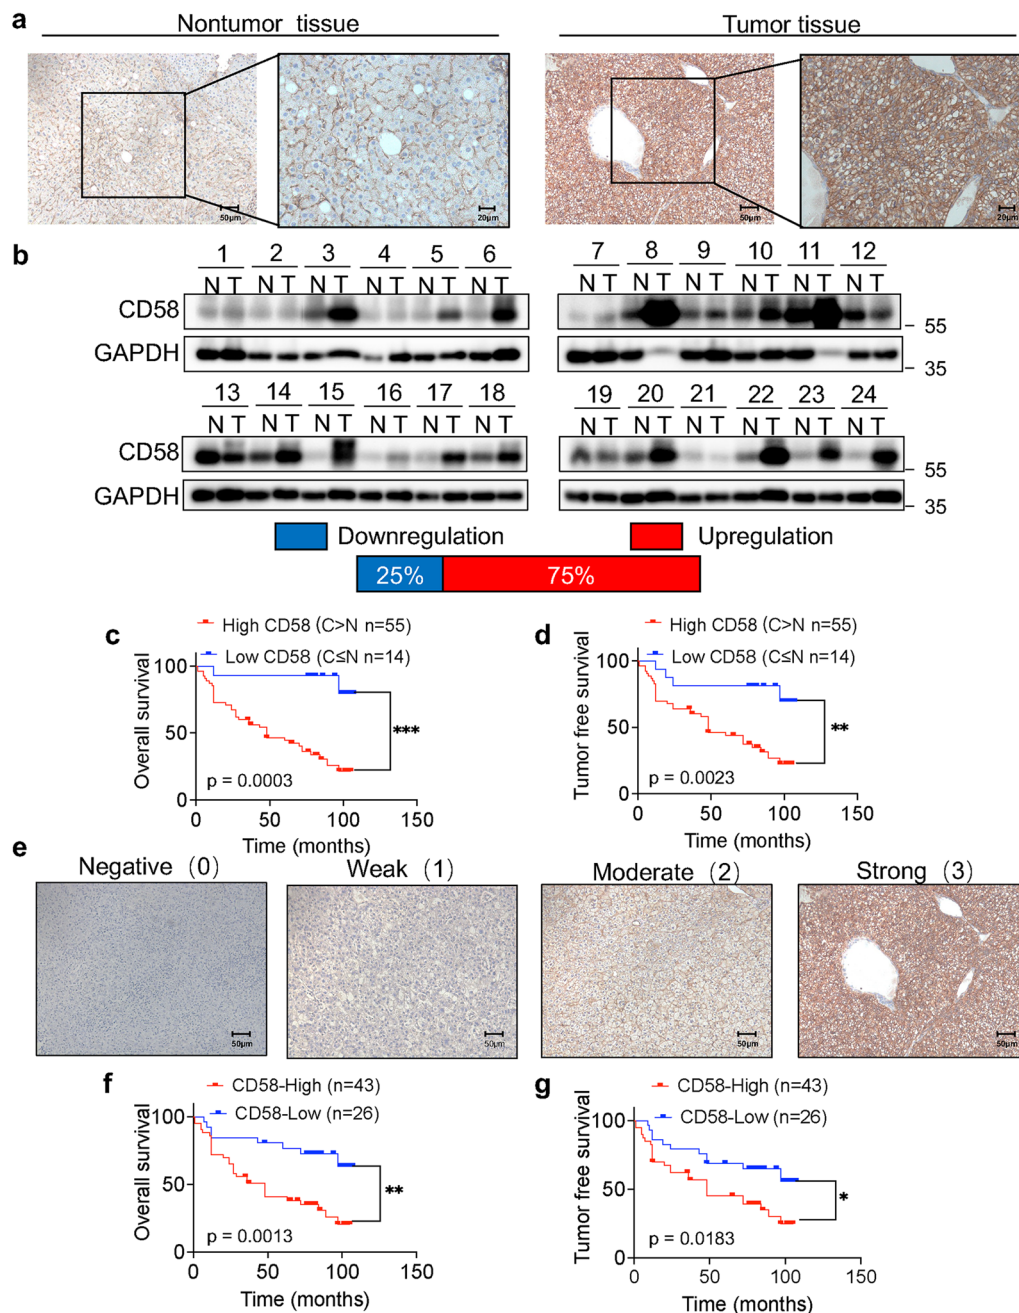 a
Nontumor tissue
Tumor tissue
50μm
20μm
50μm
20μm
b
1 2 3 4 5 6
7 8 9 10 11 12
N T N T N T N T N T N T
N T N T N T N T N T N T
CD58
55
GAPDH
35
13 14 15 16 17 18
19 20 21 22 23 24
N T N T N T N T N T N T
N T N T N T N T N T N T
CD58
55
GAPDH
35
Downregulation
Upregulation
25%
75%
c
High CD58 (C>N n=55)
Low CD58 (C≤N n=14)
Overall survival
100
50
0
***
p = 0.0003
0 50 100 150
Time (months)
d
High CD58 (C>N n=55)
Low CD58 (C≤N n=14)
Tumor free survival
100
50
0
**
p = 0.0023
0 50 100 150
Time (months)
e
Negative (0)
Weak (1)
Moderate (2)
Strong (3)
50μm
50μm
50μm
50μm
f
CD58-High (n=43)
CD58-Low (n=26)
Overall survival
100
50
0
**
p = 0.0013
0 50 100 150
Time (months)
g
CD58-High (n=43)
CD58-Low (n=26)
Tumor free survival
100
50
0
*
p = 0.0183
0 50 100 150
Time (months)